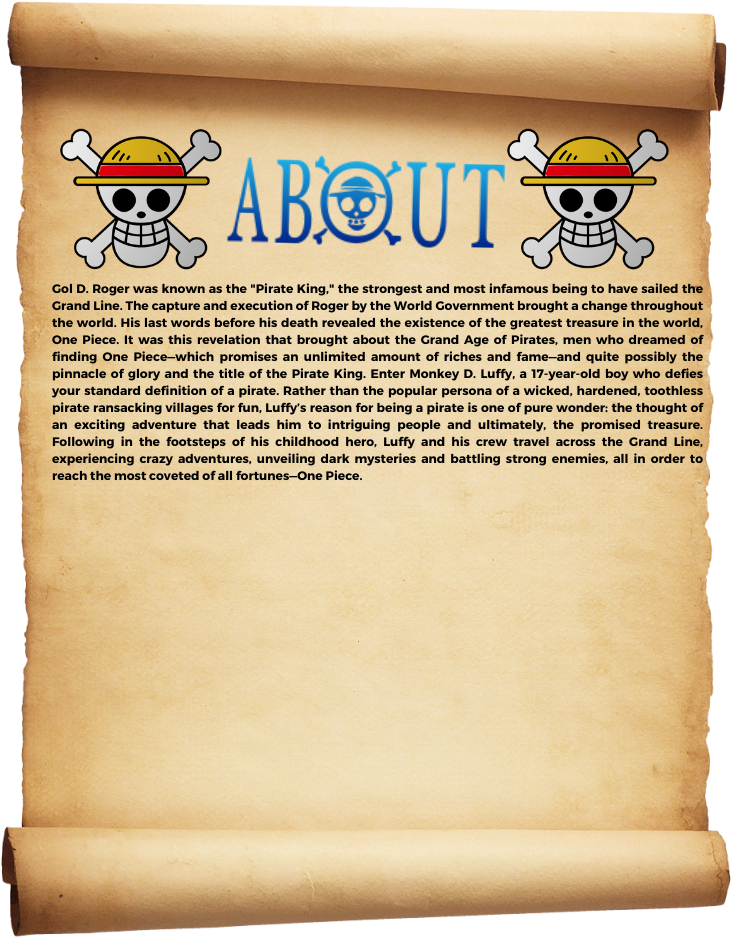 ABOUT
Gol D. Roger was known as the "Pirate King," the strongest and most infamous being to have sailed the
Grand Line. The capture and execution of Roger by the World Government brought a change throughout
the world. His last words before his death revealed the existence of the greatest treasure in the world,
One Piece. It was this revelation that brought about the Grand Age of Pirates, men who dreamed of
finding One Piece—which promises an unlimited amount of riches and fame—and quite possibly the
pinnacle of glory and the title of the Pirate King. Enter Monkey D. Luffy, a 17-year-old boy who defies
your standard definition of a pirate. Rather than the popular persona of a wicked, hardened, toothless
pirate ransacking villages for fun, Luffy's reason for being a pirate is one of pure wonder: the thought of
an exciting adventure that leads him to intriguing people and ultimately, the promised treasure.
Following in the footsteps of his childhood hero, Luffy and his crew travel across the Grand Line,
experiencing crazy adventures, unveiling dark mysteries and battling strong enemies, all in order to
reach the most coveted of all fortunes—One Piece.